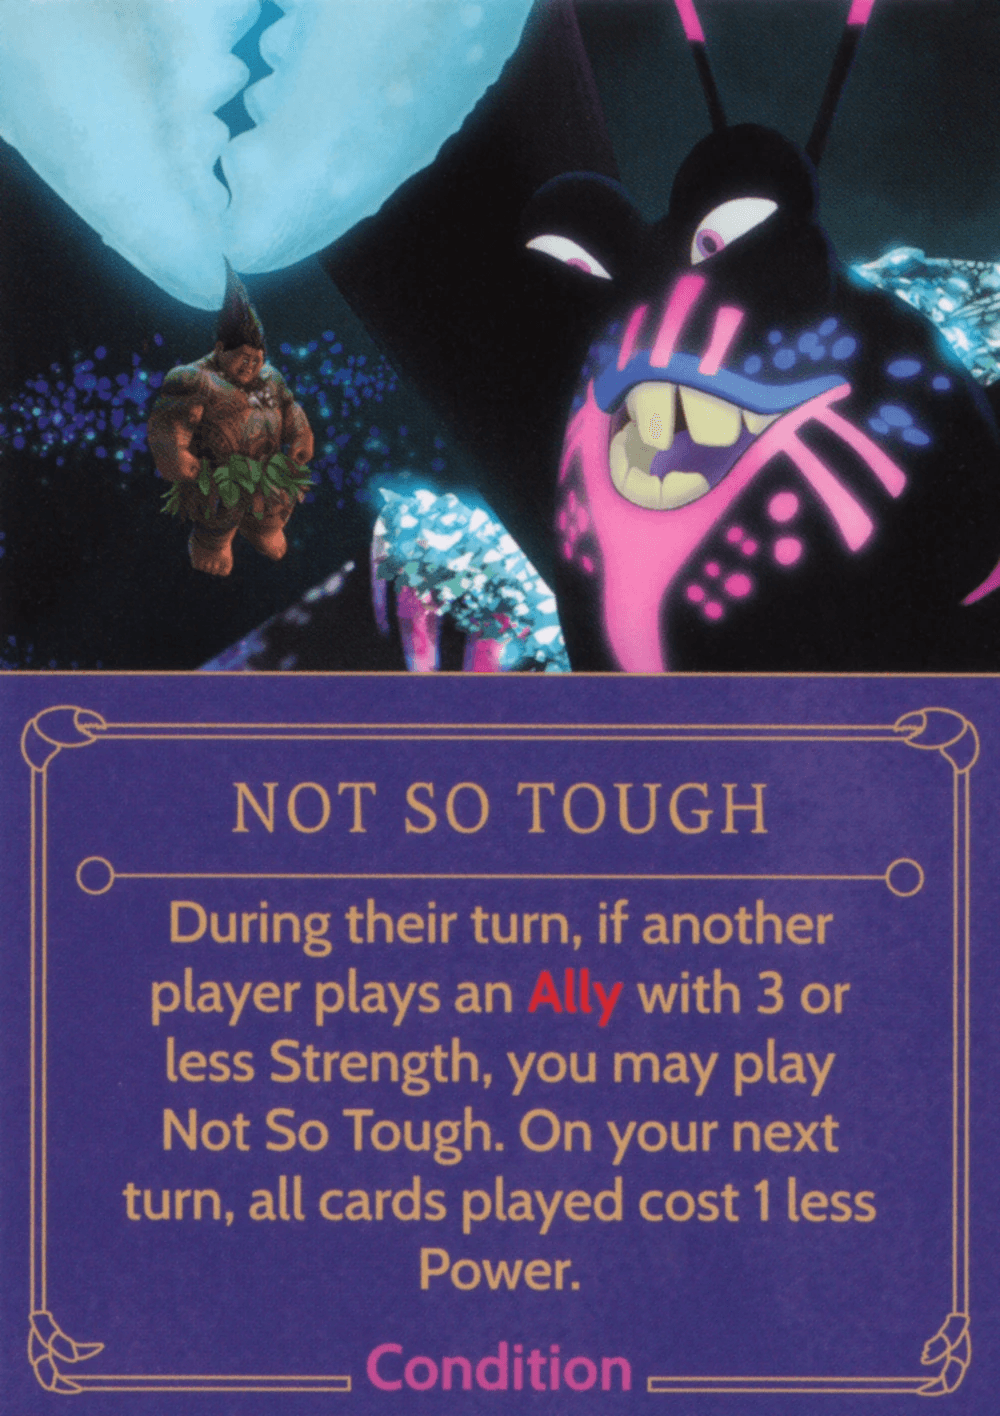 NOT SO TOUGH
During their turn, if another
player plays an Ally with 3 or
less Strength, you may play
Not So Tough. On your next
turn, all cards played cost 1 less
Power.
Condition